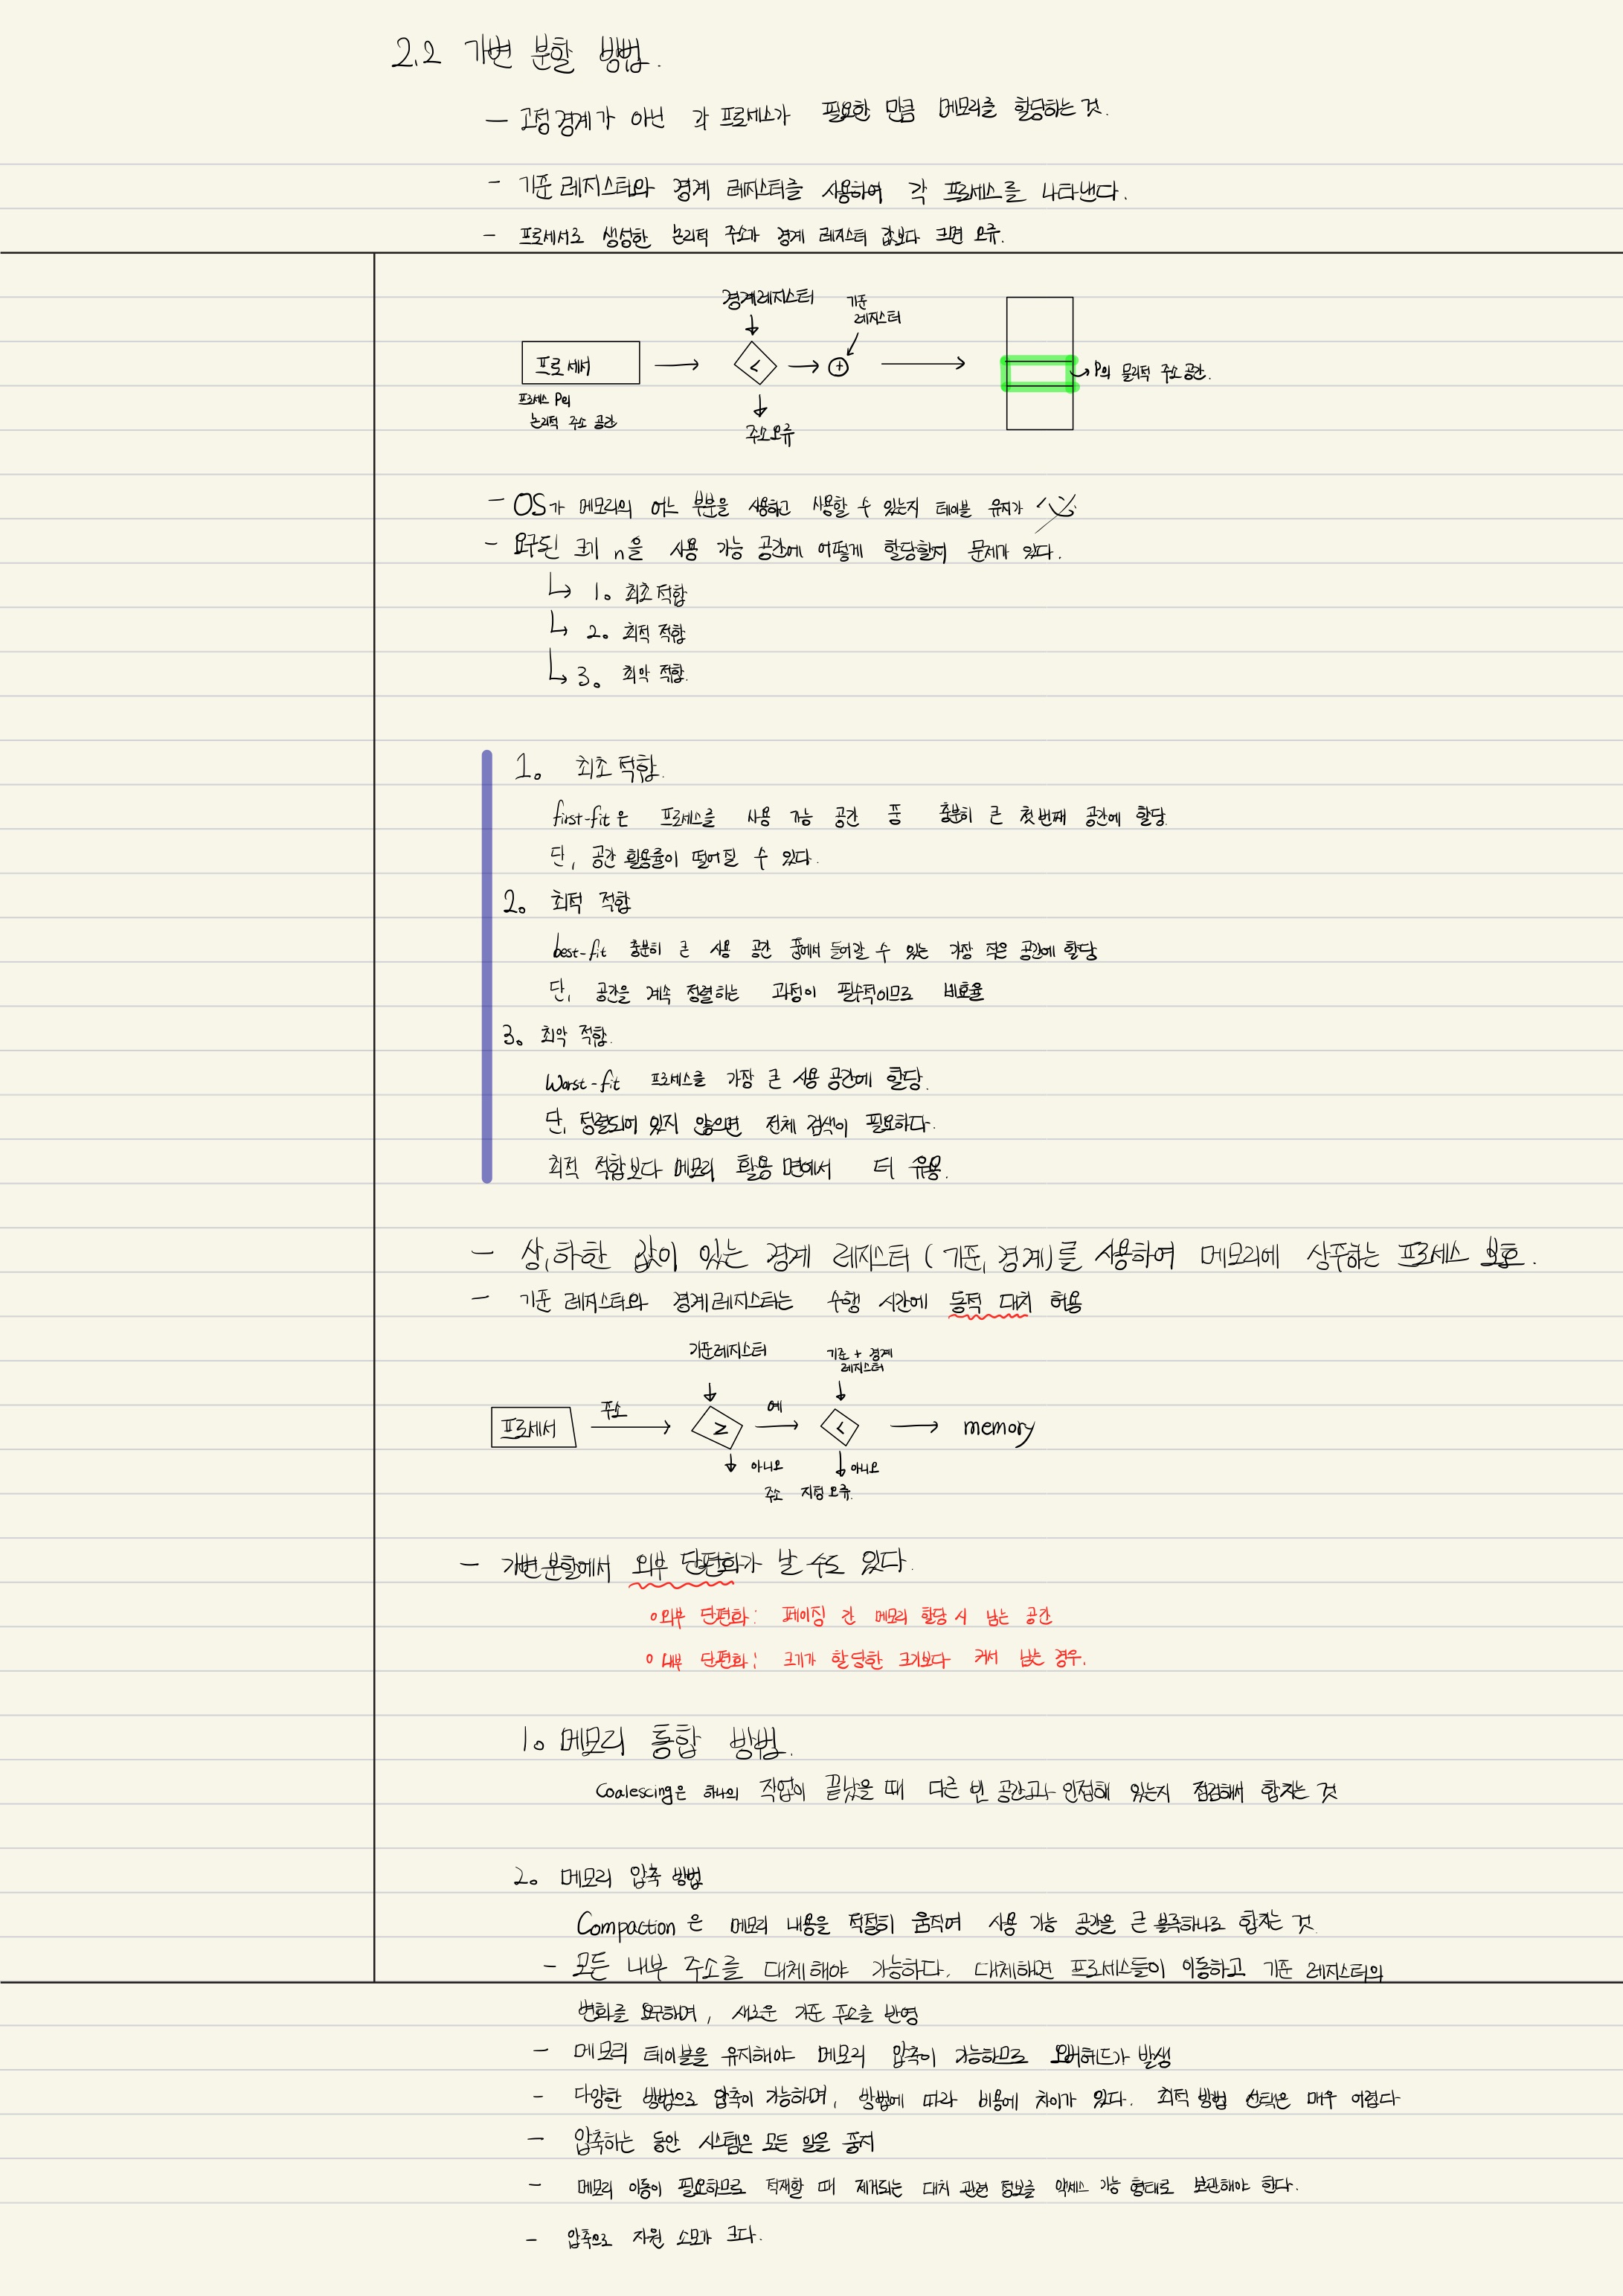 2.2 가변 분할 방법.
- 고정 경계가 아닌 각 프로세스가 필요한 만큼 메모리를 할당하는 것.
- 기준 레지스터와 경계 레지스터를 사용하여 각 프로세스를 나타낸다.
- 프로세서로 생성한 논리적 주소가 경계 레지스터 값보다 크면 오류.
경계레지스터
기준
레지스터
프로세서 → < → + →
P의 물리적 주소 공간.
프로세스 P의
논리적 주소 공간
주소오류
- OS가 메모리의 어느 부분을 사용하고 사용할 수 있는지 테이블 유지가
- 요구된 크기 n을 사용 가능 공간에 어떻게 할당할지 문제가 있다.
↳ 1. 최초적합
↳ 2. 최적 적합
↳ 3. 최악 적합.
1. 최초 적합.
first-fit은 프로세스를 사용 가능 공간 중 충분히 큰 첫번째 공간에 할당
단, 공간 활용률이 떨어질 수 있다.
2. 최적 적합
best-fit 충분히 큰 사용 공간 중에서 들어갈 수 있는 가장 작은 공간에 할당
단, 공간을 계속 정렬하는 과정이 필수적이므로 비효율
3. 최악 적합.
Worst-fit 프로세스를 가장 큰 사용 공간에 할당.
단, 정렬되어 있지 않으면 전체 검색이 필요하다.
최적 적합보다 메모리 활용 면에서 더 유용.
- 상,하한 값이 있는 경계 레지스터 (기준, 경계)를 사용하여 메모리에 상주하는 프로세스 보호.
- 기준 레지스터와 경계레지스터는 수행 시간에 동적 대치 허용
기준레지스터
기준 + 경계
레지스터
프로세서 주소 → ≥ 예 → < → memory
아니오 아니오
주소 지정 오류.
- 가변분할에서 외부 단편화가 날 수도 있다.
∘외부 단편화: 페이징 간 메모리 할당 시 남는 공간
∘내부 단편화: 크기가 할당한 크기보다 커서 남는 경우.
1. 메모리 통합 방법.
Coalescing은 하나의 작업이 끝났을 때 다른 빈 공간과 인접해 있는지 점검해서 합치는 것
2. 메모리 압축 방법
Compaction은 메모리 내용을 적절히 움직여 사용 가능 공간을 큰 블록하나로 합치는 것.
- 모든 내부 주소를 대체해야 가능하다. 대체하면 프로세스들이 이동하고 기준 레지스터의
변화를 요구하며, 새로운 기준 주소를 반영
- 메모리 테이블을 유지해야 메모리 압축이 가능하므로 오버헤드가 발생
- 다양한 방법으로 압축이 가능하며, 방법에 따라 비용에 차이가 있다. 최적 방법 선택은 매우 어렵다
- 압축하는 동안 시스템은 모든 일을 중지
- 메모리 이동이 필요하므로 적재할 때 제거되는 대치 관련 정보를 액세스 가능 형태로 보관해야 한다.
- 압축으로 자원 소모가 크다.